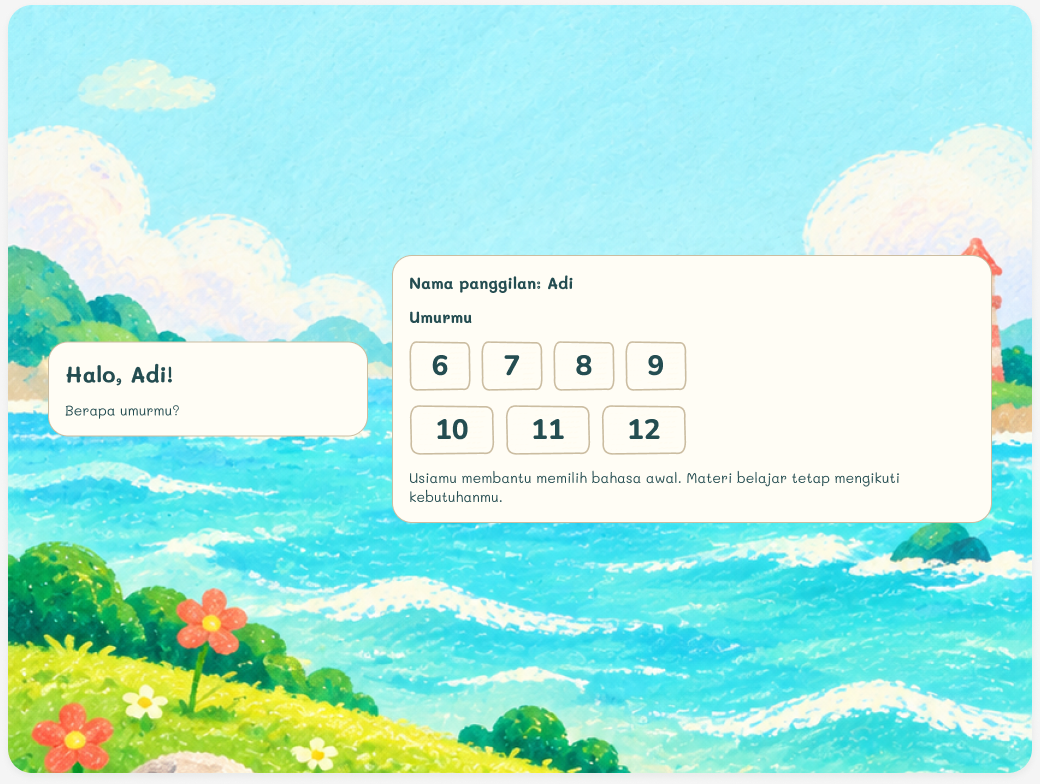 Halo, Adi!
Berapa umurmu?
Nama panggilan: Adi
Umurmu
6 7 8 9
10 11 12
Usiamu membantu memilih bahasa awal. Materi belajar tetap mengikuti
kebutuhanmu.